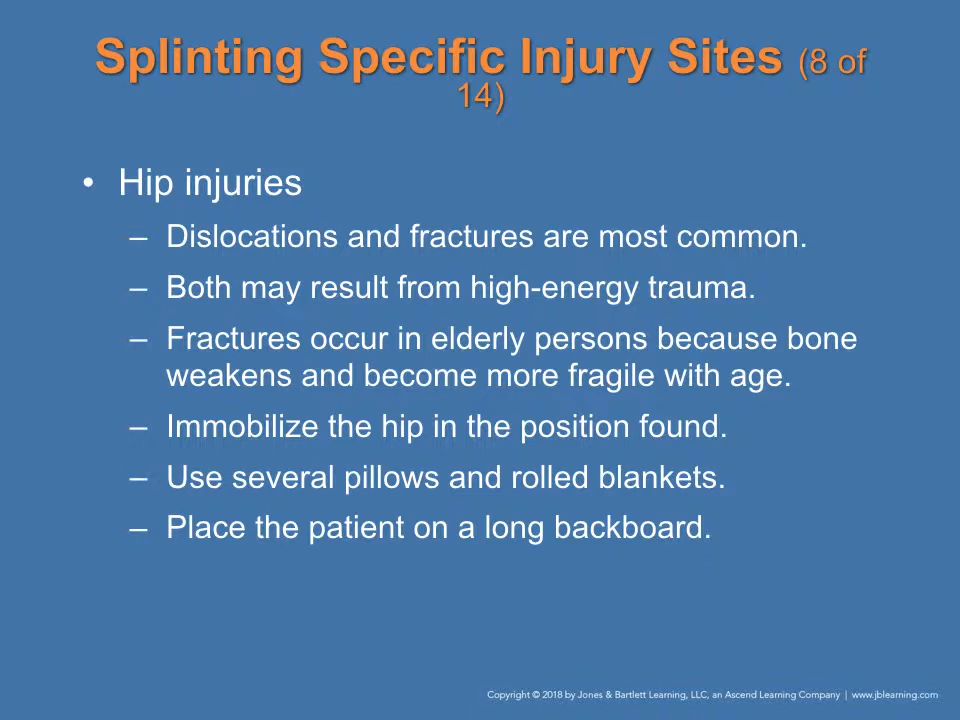 Splinting Specific Injury Sites (8 of
14)
• Hip injuries
– Dislocations and fractures are most common.
– Both may result from high-energy trauma.
– Fractures occur in elderly persons because bone
weakens and become more fragile with age.
– Immobilize the hip in the position found.
– Use several pillows and rolled blankets.
– Place the patient on a long backboard.
Copyright © 2018 by Jones & Bartlett Learning, LLC, an Ascend Learning Company | www.jblearning.com